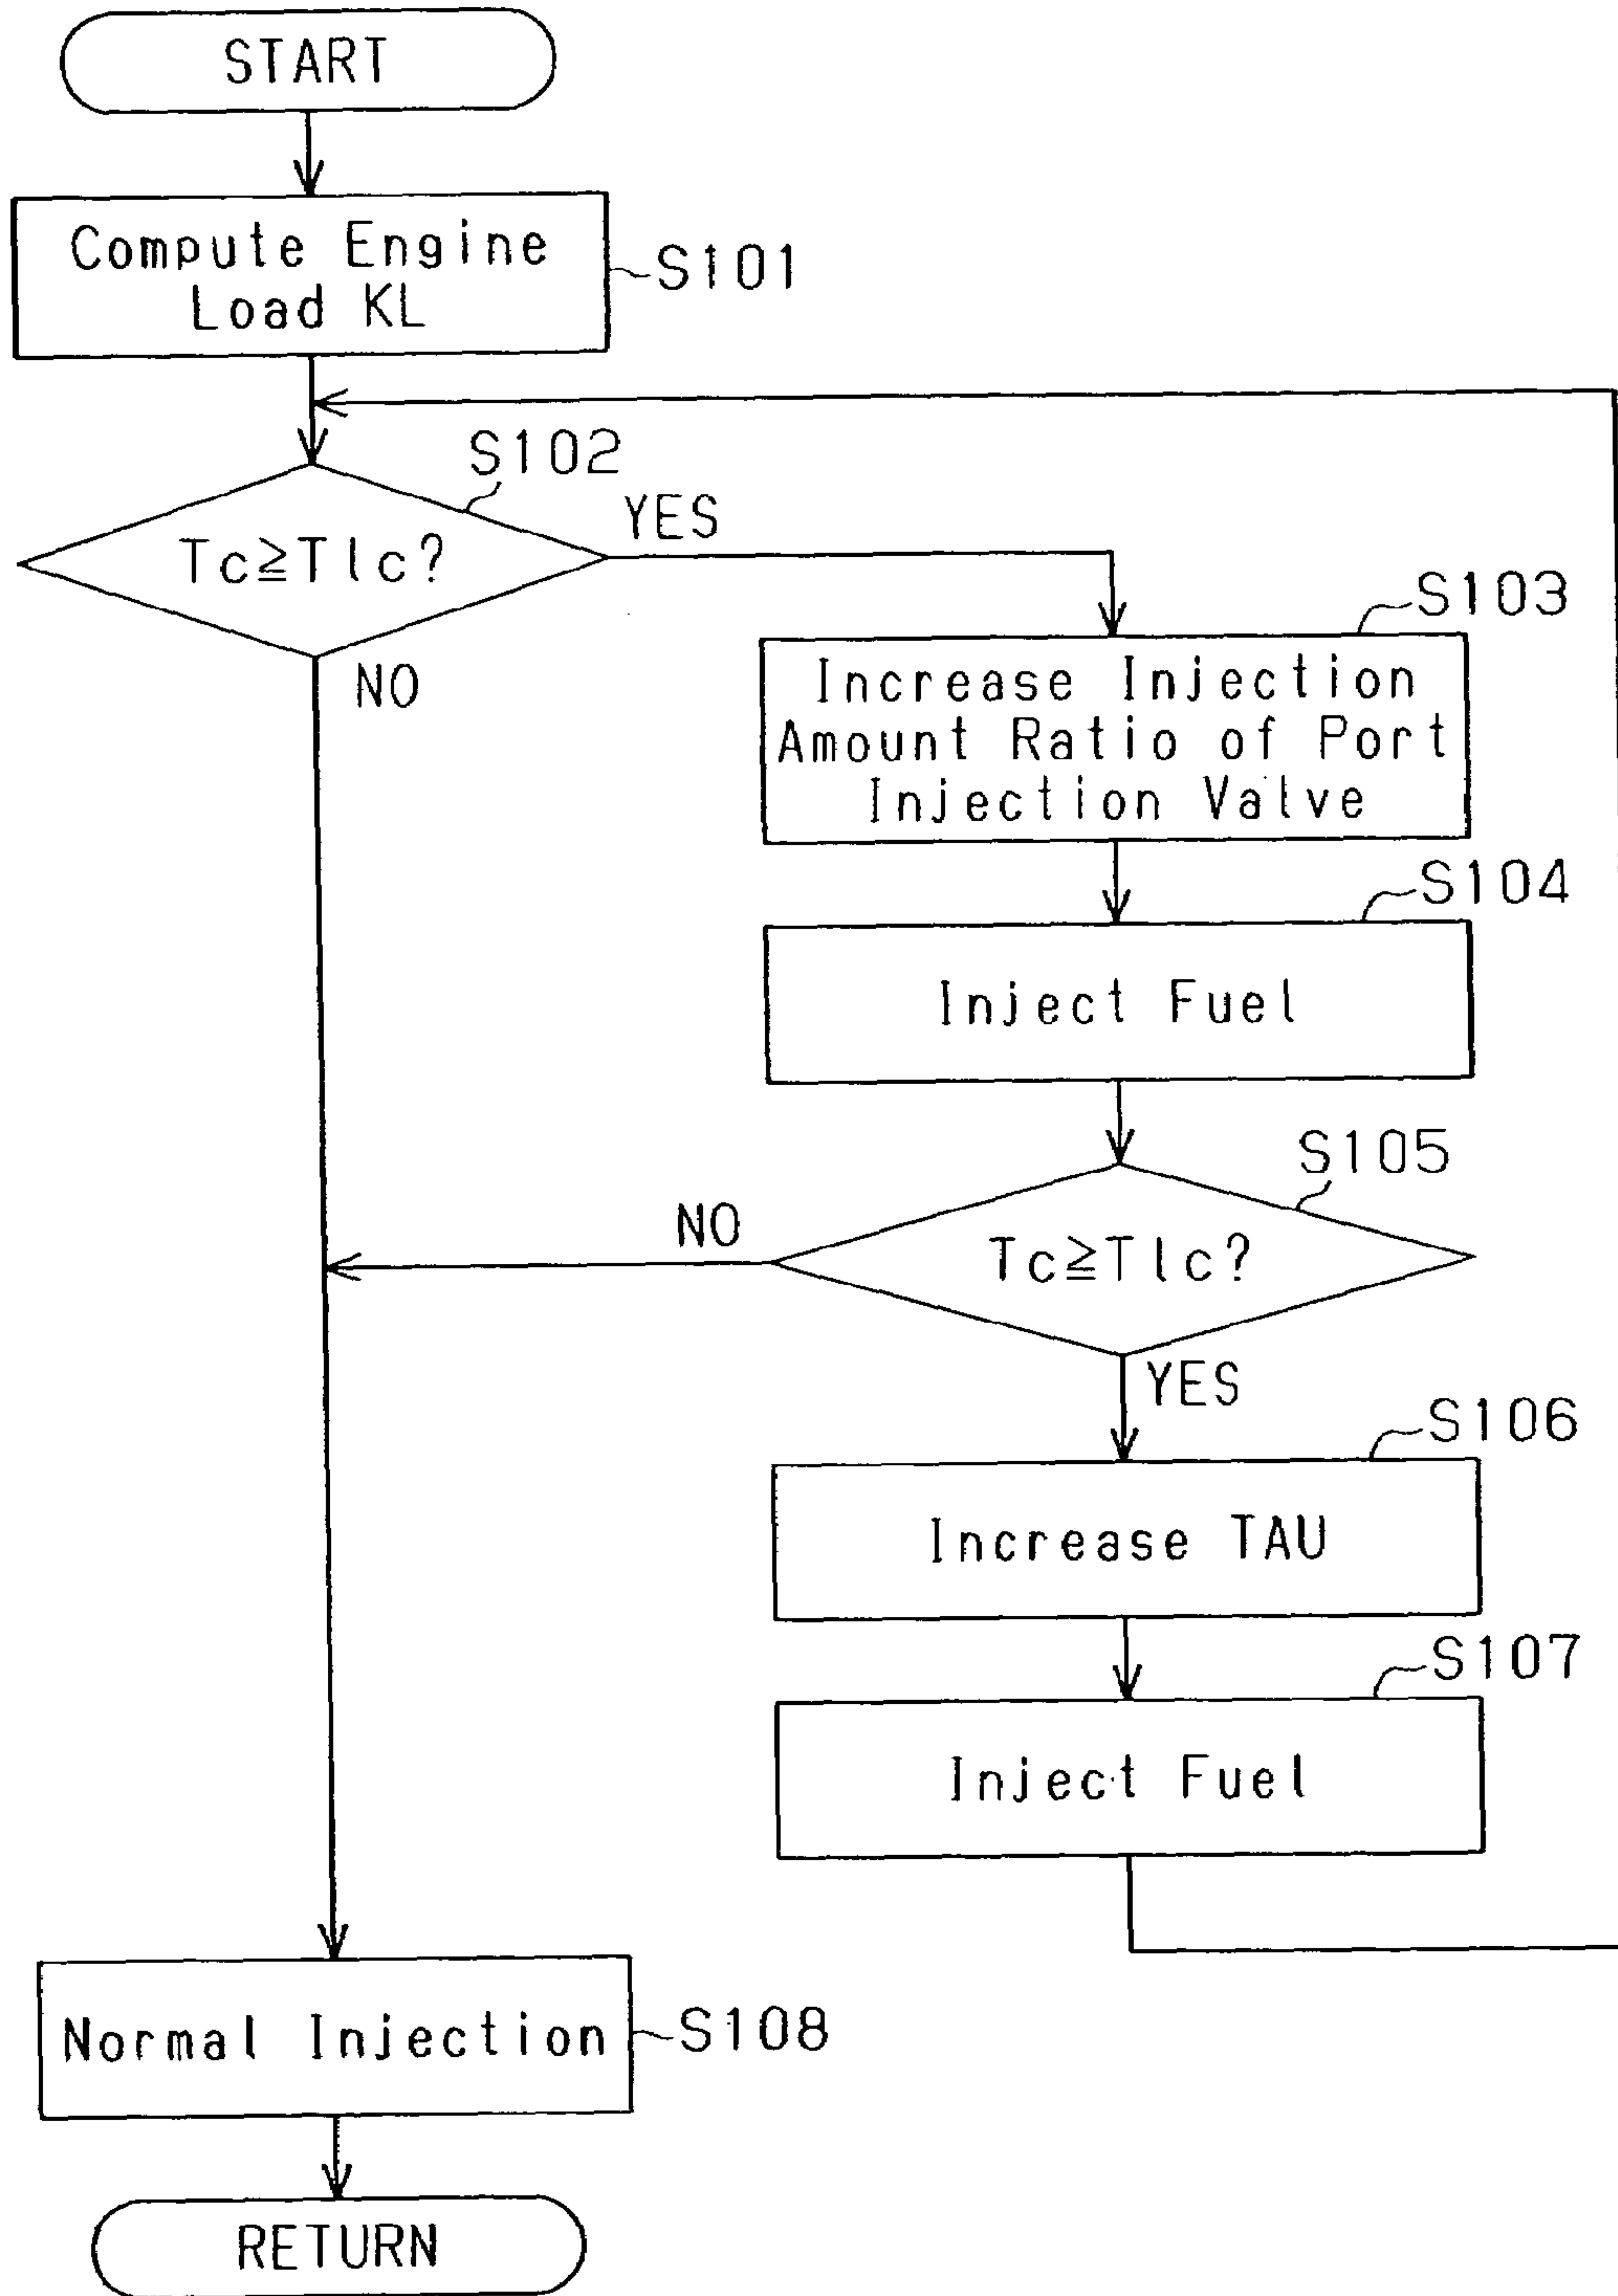 START
Compute Engine
Load KL
S101
S102
Tc≧Tlc?
YES
NO
S103
Increase Injection
Amount Ratio of Port
Injection Valve
S104
Inject Fuel
S105
Tc≧Tlc?
NO
YES
S106
Increase TAU
S107
Inject Fuel
Normal Injection
S108
RETURN